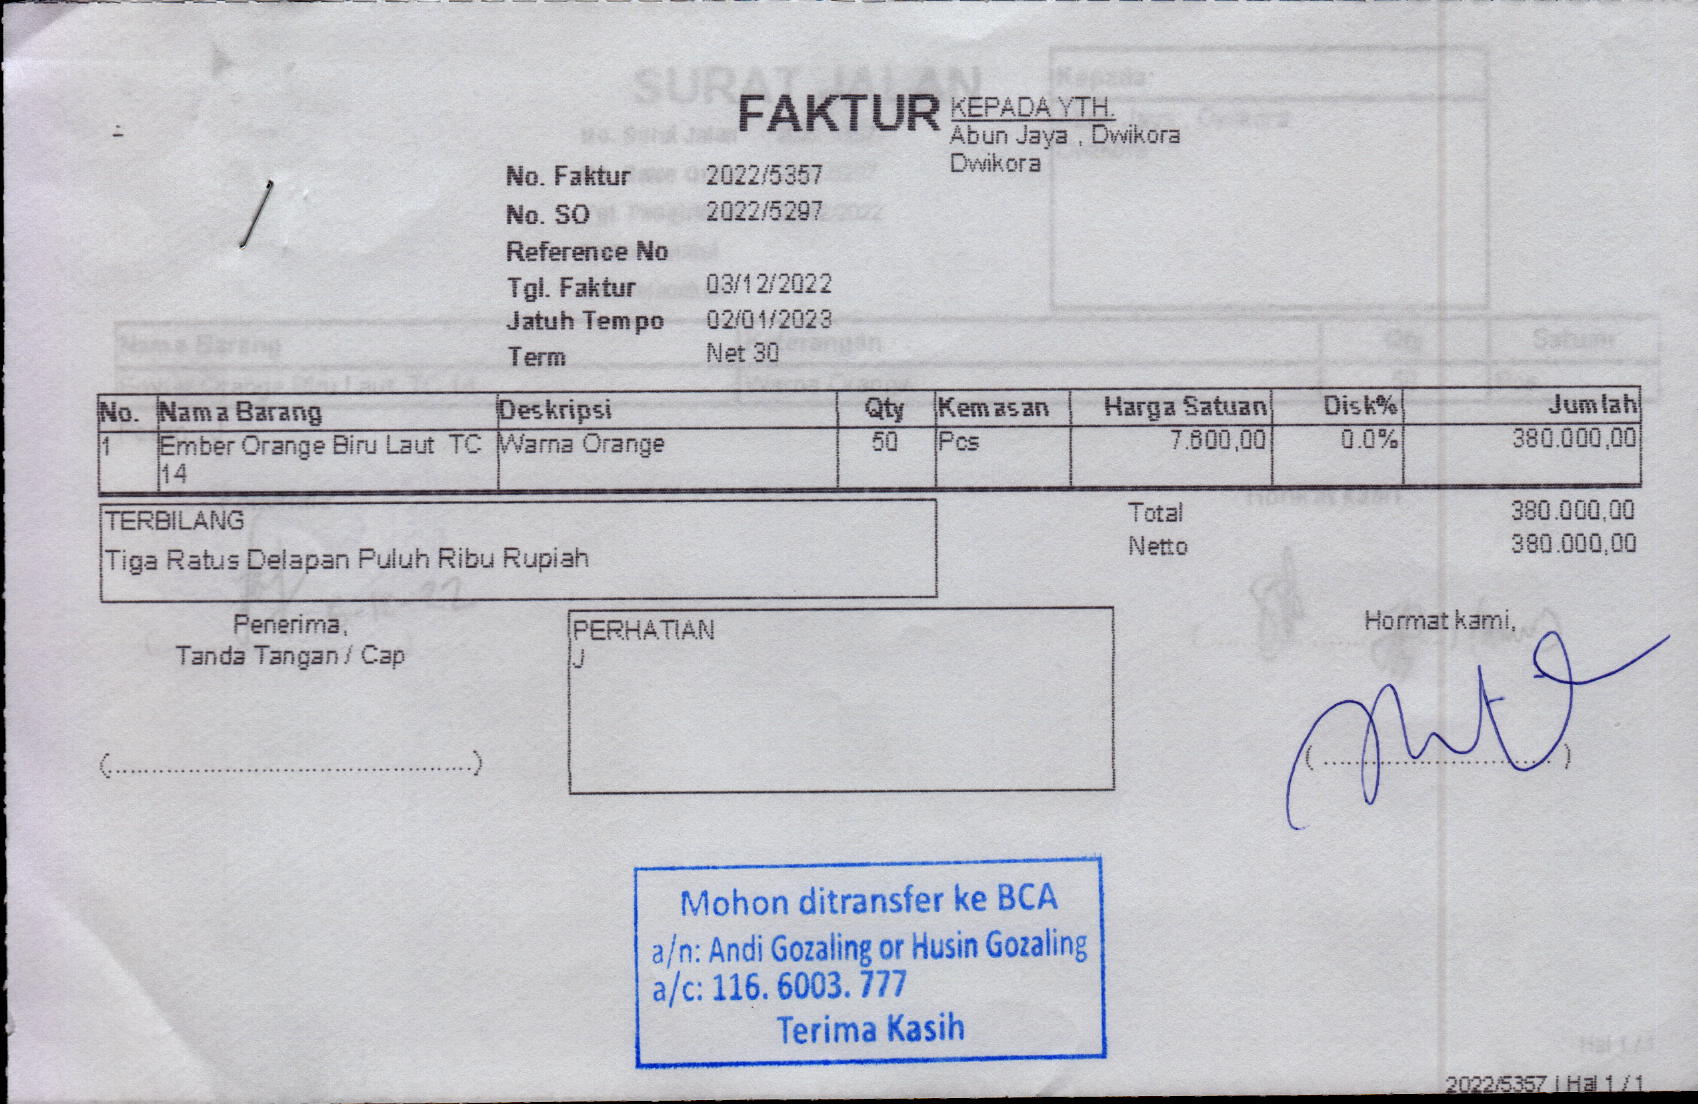 FAKTUR
KEPADA YTH.
Abun Jaya , Dwikora
Dwikora
No. Faktur 2022/5357
No. SO 2022/5297
Reference No
Tgl. Faktur 03/12/2022
Jatuh Tempo 02/01/2023
Term Net 30
No. Nama Barang Deskripsi Qty Kemasan Harga Satuan Disk% Jumlah
1 Ember Orange Biru Laut TC Warna Orange 50 Pcs 7.600,00 0.0% 380.000,00
14
TERBILANG
Tiga Ratus Delapan Puluh Ribu Rupiah
Total 380.000,00
Netto 380.000,00
Penerima,
Tanda Tangan / Cap
PERHATIAN
J
Hormat kami,
Mohon ditransfer ke BCA
a/n: Andi Gozaling or Husin Gozaling
a/c: 116. 6003. 777
Terima Kasih
2022/5357 | Hal 1 / 1